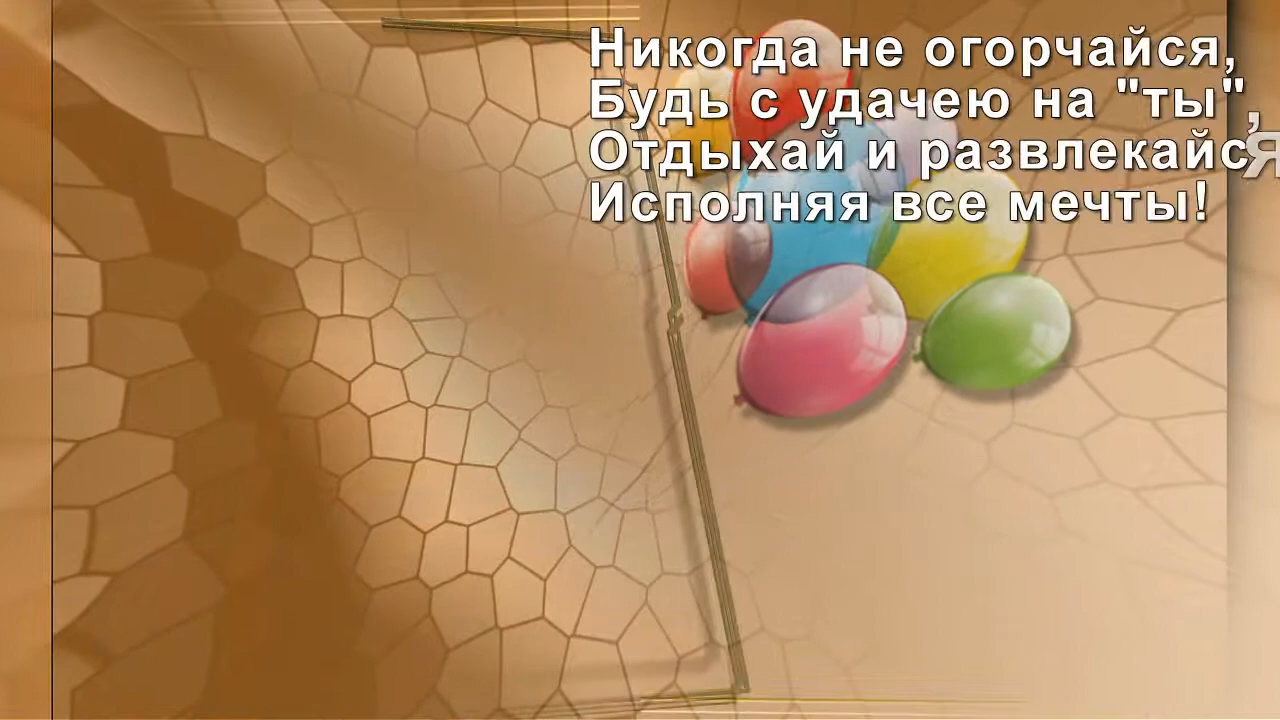 Никогда не огорчайся,
Будь с удачею на "ты",
Отдыхай и развлекайся
Исполняя все мечты!